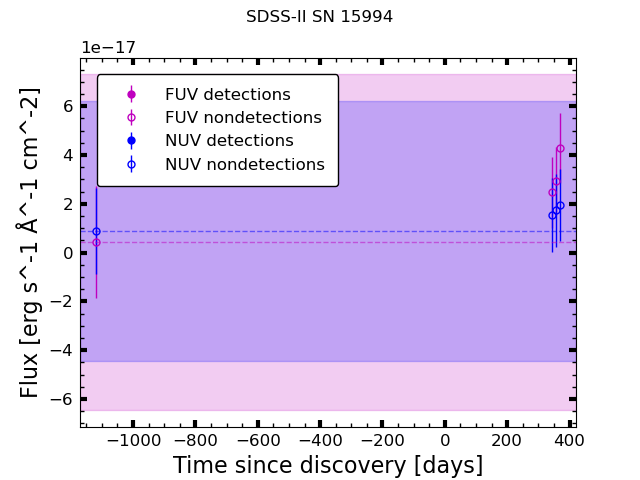 SDSS-II SN 15994
1e−17
FUV detections
FUV nondetections
NUV detections
NUV nondetections
6
4
2
0
−2
−4
−6
Flux [erg s^-1 Å^-1 cm^-2]
−1000 −800 −600 −400 −200 0 200 400
Time since discovery [days]